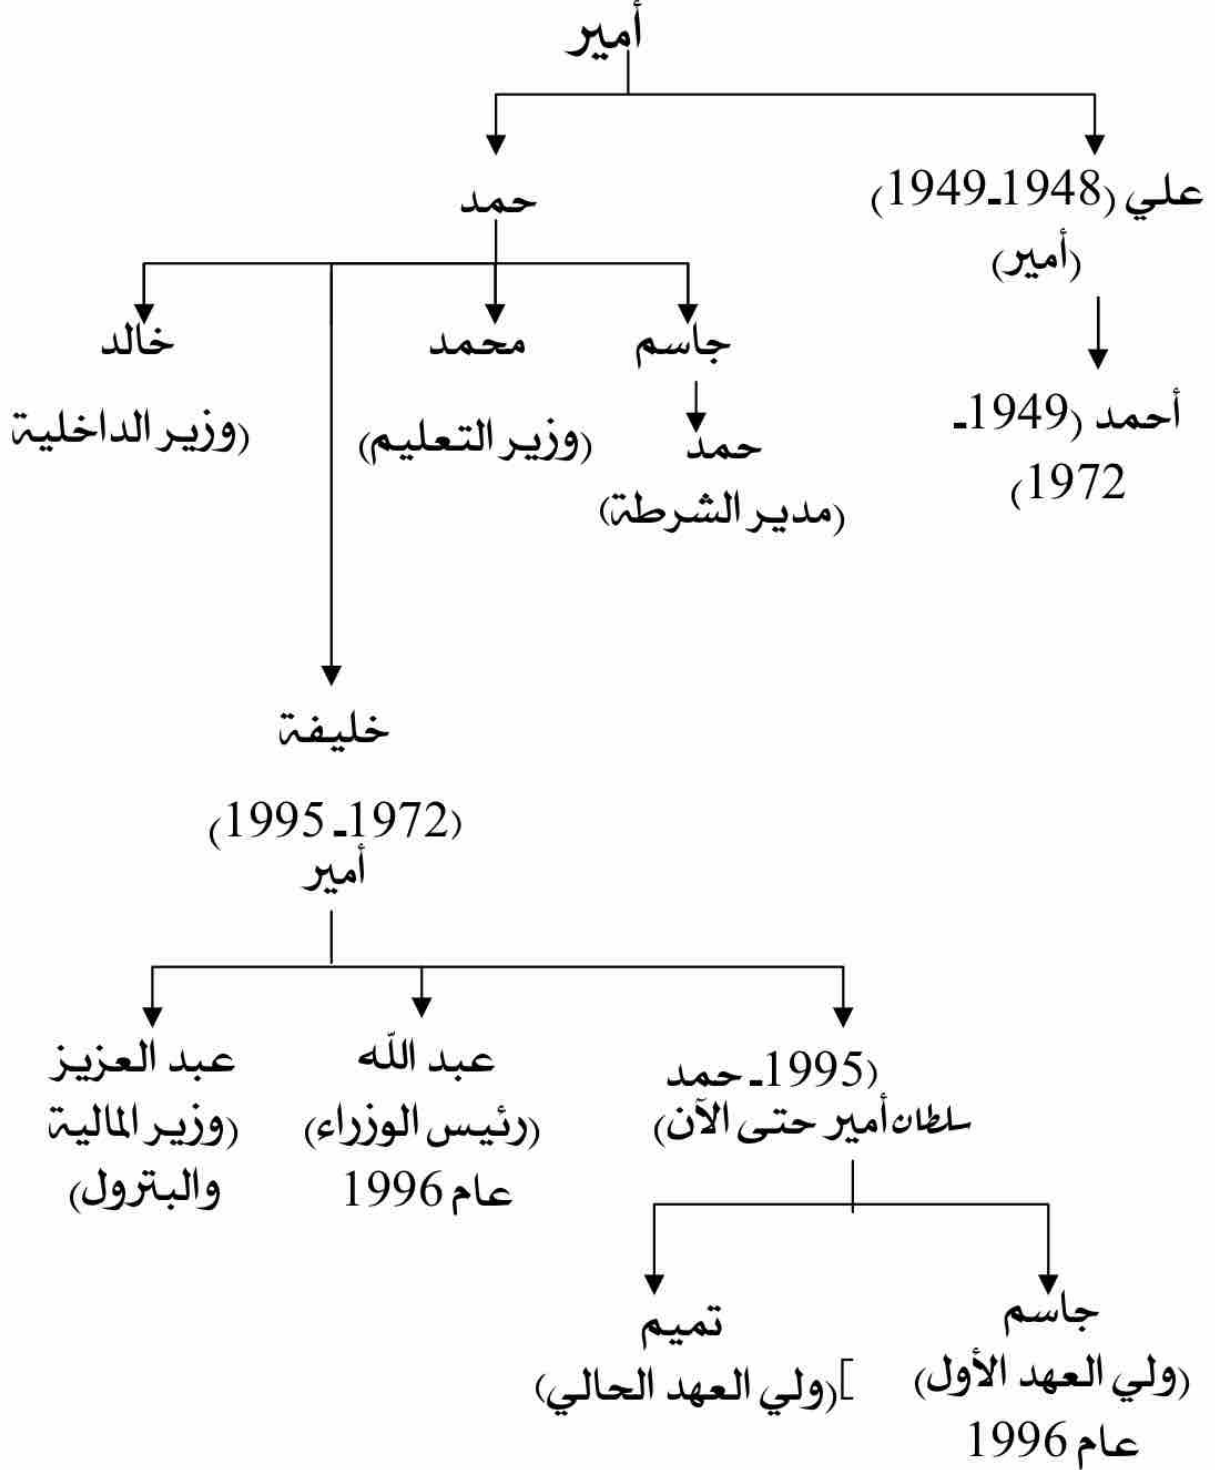 أمير
علي (1948ـ1949)
(أمير)
أحمد (1949ـ
1972)
حمد
جاسم
حمد
(مدير الشرطة)
محمد
(وزير التعليم)
خالد
(وزير الداخلية
خليفة
(1972ـ 1995)
أمير
(1995ـ حمد
سلطان أمير حتى الآن)
عبد الله
(رئيس الوزراء)
عام 1996
عبد العزيز
(وزير المالية)
والبترول)
جاسم
(ولي العهد الأول)
عام 1996
تميم
[(ولي العهد الحالي)